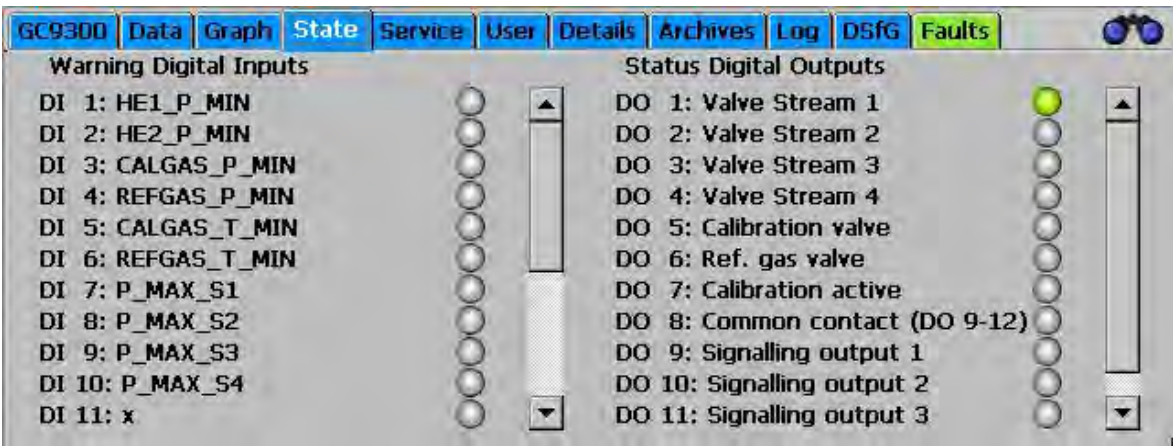 GC9300 Data Graph State Service User Details Archives Log DSfG Faults
Warning Digital Inputs
DI 1: HE1_P_MIN
DI 2: HE2_P_MIN
DI 3: CALGAS_P_MIN
DI 4: REFGAS_P_MIN
DI 5: CALGAS_T_MIN
DI 6: REFGAS_T_MIN
DI 7: P_MAX_S1
DI 8: P_MAX_S2
DI 9: P_MAX_S3
DI 10: P_MAX_S4
DI 11: x
Status Digital Outputs
DO 1: Valve Stream 1
DO 2: Valve Stream 2
DO 3: Valve Stream 3
DO 4: Valve Stream 4
DO 5: Calibration valve
DO 6: Ref. gas valve
DO 7: Calibration active
DO 8: Common contact (DO 9-12)
DO 9: Signalling output 1
DO 10: Signalling output 2
DO 11: Signalling output 3